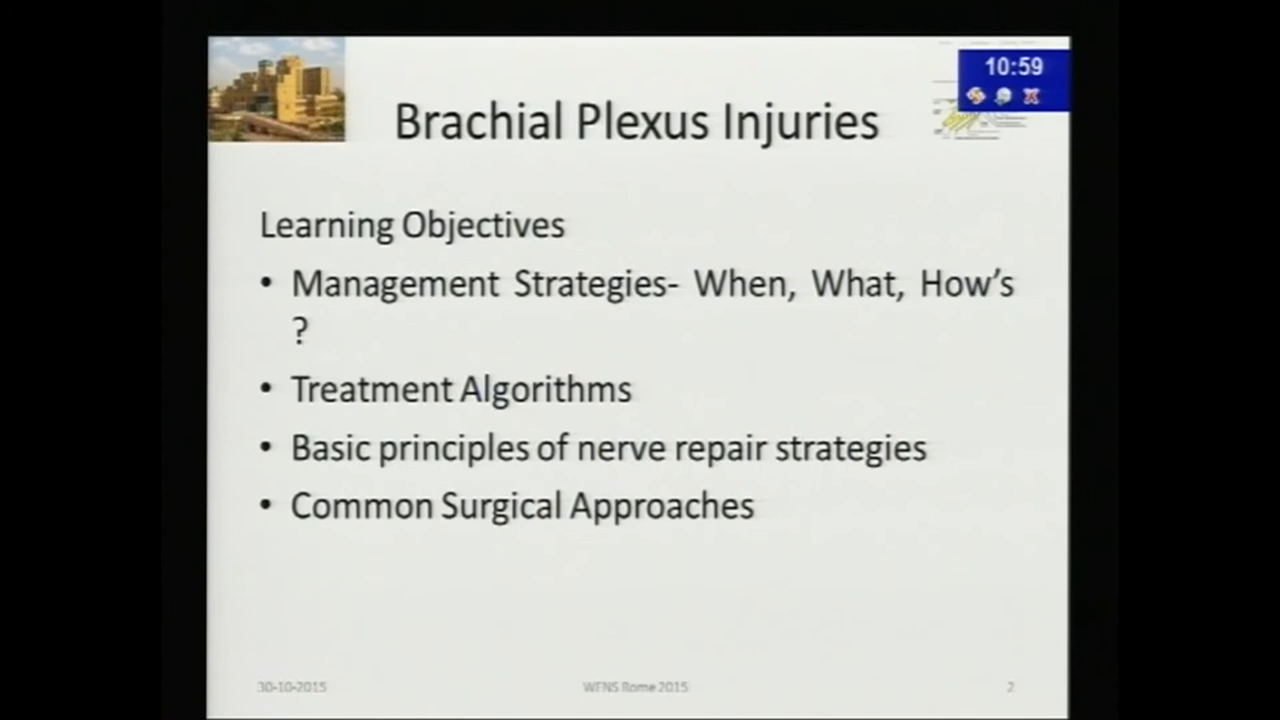 10:59
Brachial Plexus Injuries
Learning Objectives
• Management Strategies- When, What, How's
?
• Treatment Algorithms
• Basic principles of nerve repair strategies
• Common Surgical Approaches
30-10-2015 WFNS Rome 2015 2